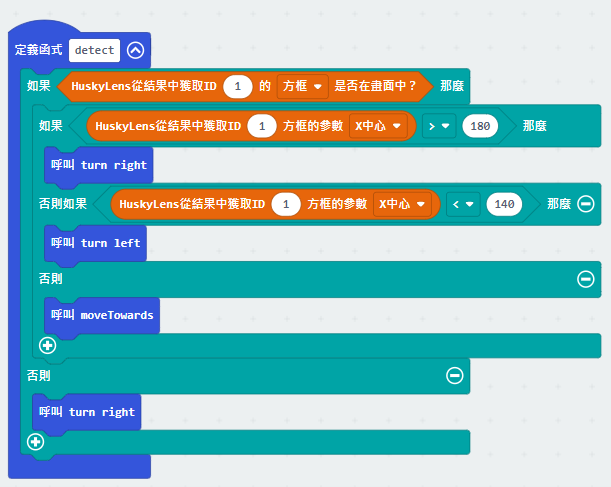 定義函式 detect
如果 HuskyLens從結果中獲取ID 1 的 方框 是否在畫面中？ 那麼
如果 HuskyLens從結果中獲取ID 1 方框的參數 X中心 > 180 那麼
呼叫 turn right
否則如果 HuskyLens從結果中獲取ID 1 方框的參數 X中心 < 140 那麼
呼叫 turn left
否則
呼叫 moveTowards
否則
呼叫 turn right